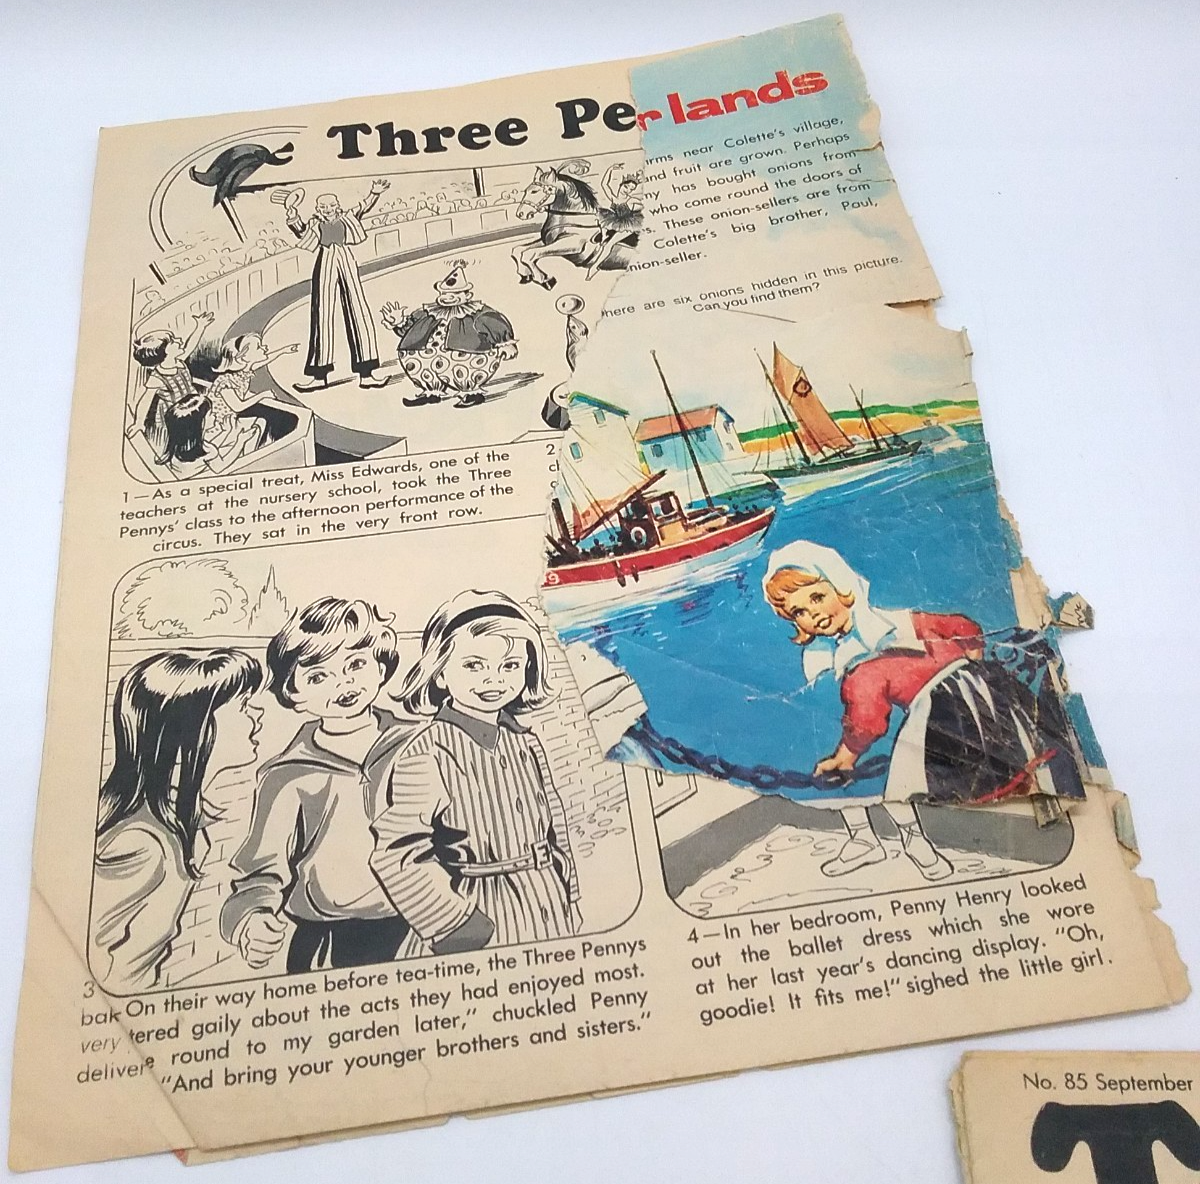 Three Pe
r lands
rms near Colette's village,
and fruit are grown. Perhaps
my has bought onions from
who come round the doors of
s. These onion-sellers are from
Colette's big brother, Paul,
nion-seller.
here are six onions hidden in this picture.
Can you find them?
1—As a special treat, Miss Edwards, one of the
teachers at the nursery school, took the Three
Pennys' class to the afternoon performance of the
circus. They sat in the very front row.
2
ch
9
3
bak
very
deliver
On their way home before tea-time, the Three Pennys
tered gaily about the acts they had enjoyed most.
e round to my garden later," chuckled Penny
"And bring your younger brothers and sisters."
4—In her bedroom, Penny Henry looked
out the ballet dress which she wore
at her last year's dancing display. "Oh,
goodie! It fits me!" sighed the little girl.
No. 85 September
T